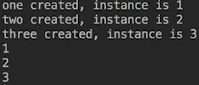 one created, instance is 1
two created, instance is 2
three created, instance is 3
1
2
3